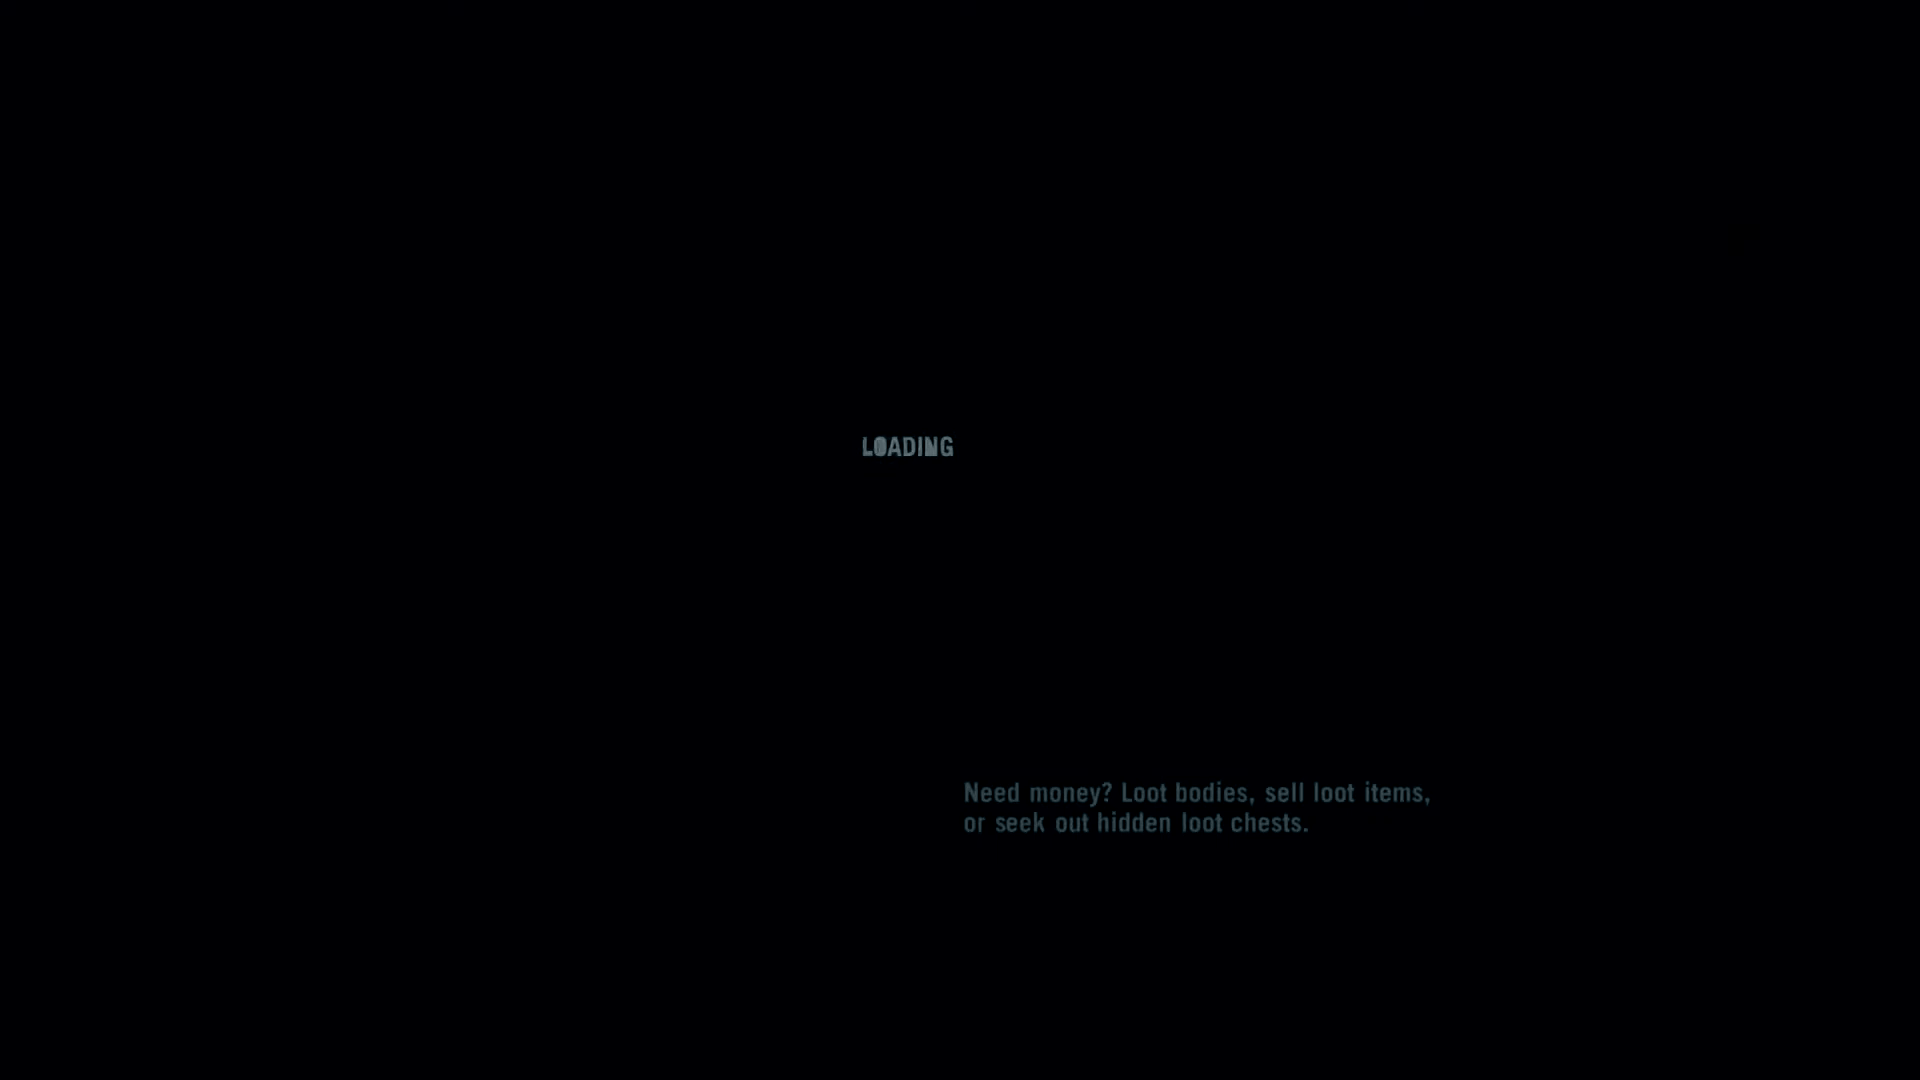 LOADING
Need money? Loot bodies, sell loot items,
or seek out hidden loot chests.